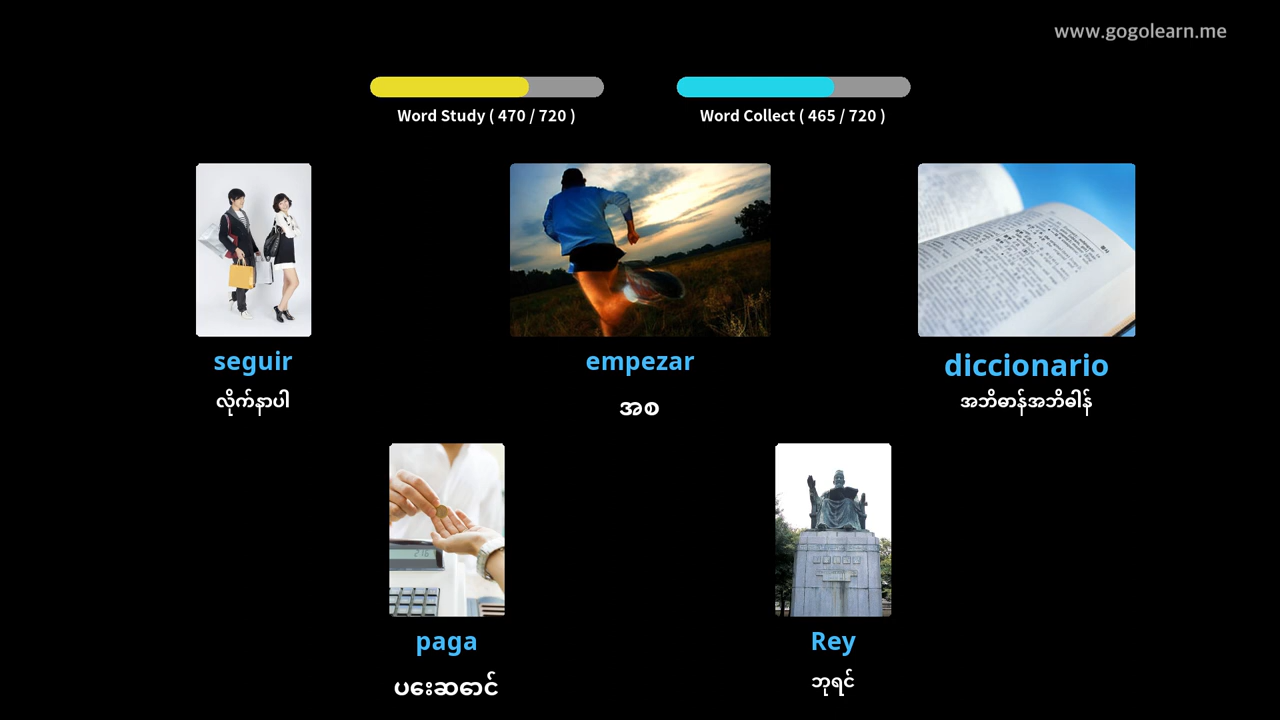 www.gogolearn.me
Word Study ( 470 / 720 )
Word Collect ( 465 / 720 )
seguir
လိုက်နာပါ
empezar
အစ
diccionario
အဘိဓာန်အဘိဓါန်
paga
ပေးဆောင်
Rey
ဘုရင်